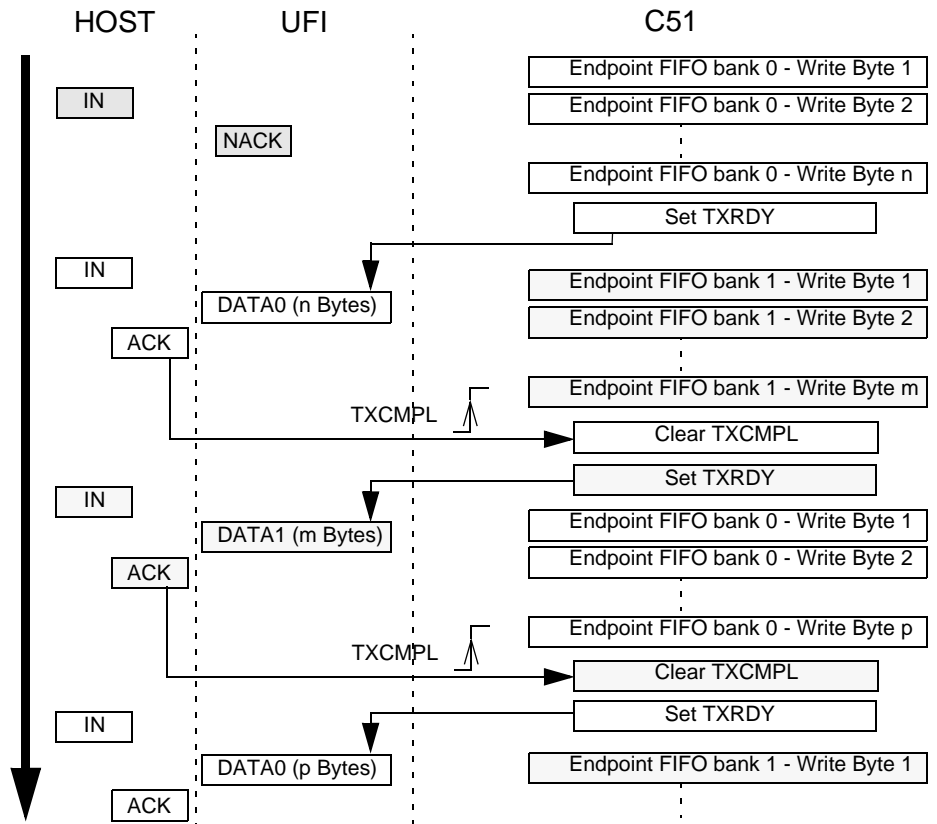 HOST UFI C51
Endpoint FIFO bank 0 - Write Byte 1
IN
Endpoint FIFO bank 0 - Write Byte 2
NACK
Endpoint FIFO bank 0 - Write Byte n
Set TXRDY
IN
Endpoint FIFO bank 1 - Write Byte 1
DATA0 (n Bytes)
Endpoint FIFO bank 1 - Write Byte 2
ACK
Endpoint FIFO bank 1 - Write Byte m
TXCMPL
Clear TXCMPL
Set TXRDY
IN
Endpoint FIFO bank 0 - Write Byte 1
DATA1 (m Bytes)
Endpoint FIFO bank 0 - Write Byte 2
ACK
Endpoint FIFO bank 0 - Write Byte p
TXCMPL
Clear TXCMPL
Set TXRDY
IN
DATA0 (p Bytes)
Endpoint FIFO bank 1 - Write Byte 1
ACK